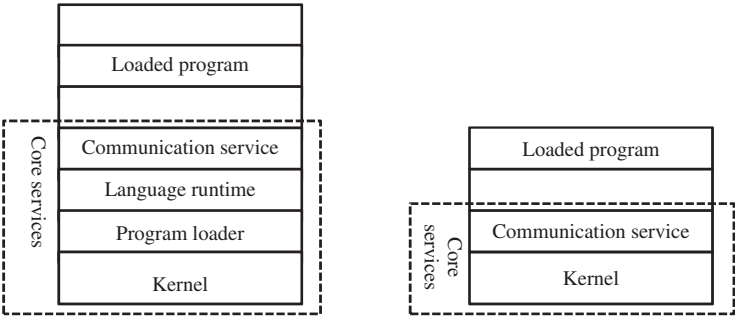 Loaded program
Core services
Communication service
Language runtime
Program loader
Kernel
Loaded program
Core
services
Communication service
Kernel